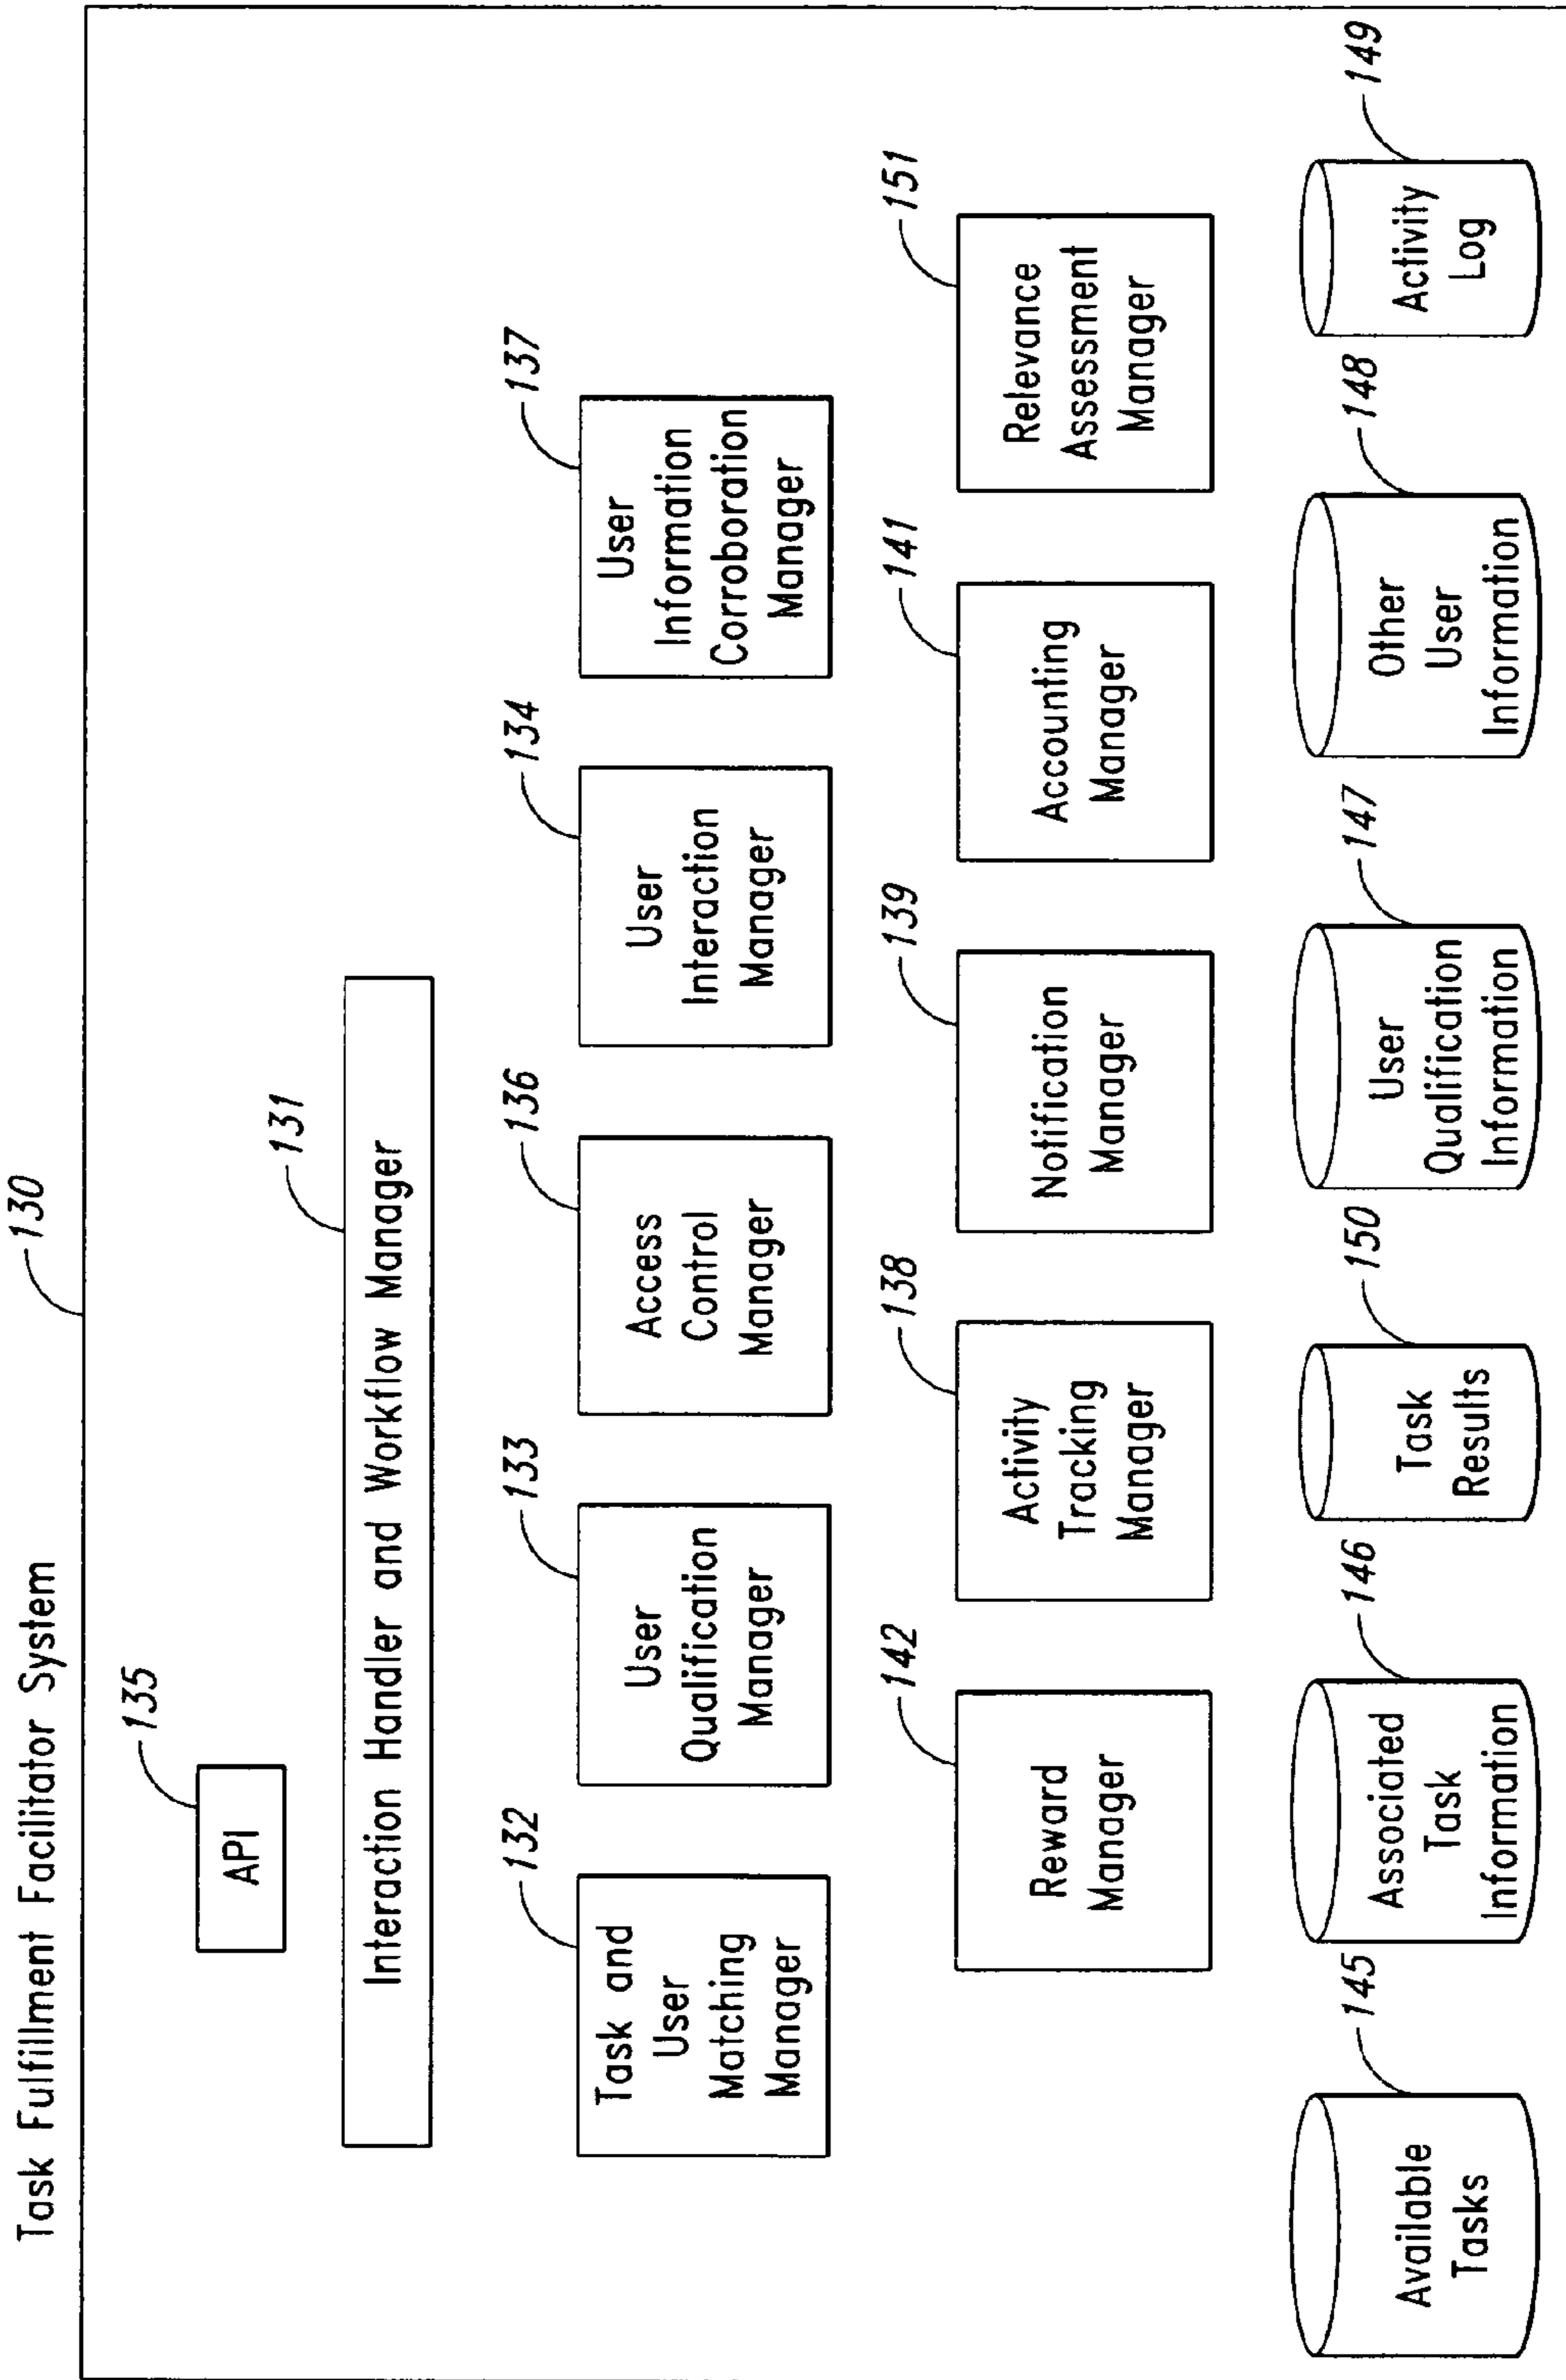 Task Fulfillment Facilitator System
130
135
API
131
Interaction Handler and Workflow Manager
132
Task and
User
Matching
Manager
133
User
Qualification
Manager
136
Access
Control
Manager
134
User
Interaction
Manager
137
User
Information
Corroboration
Manager
142
Reward
Manager
138
Activity
Tracking
Manager
139
Notification
Manager
141
Accounting
Manager
151
Relevance
Assessment
Manager
145
Available
Tasks
146
Associated
Task
Information
150
Task
Results
147
User
Qualification
Information
148
Other
User
Information
149
Activity
Log